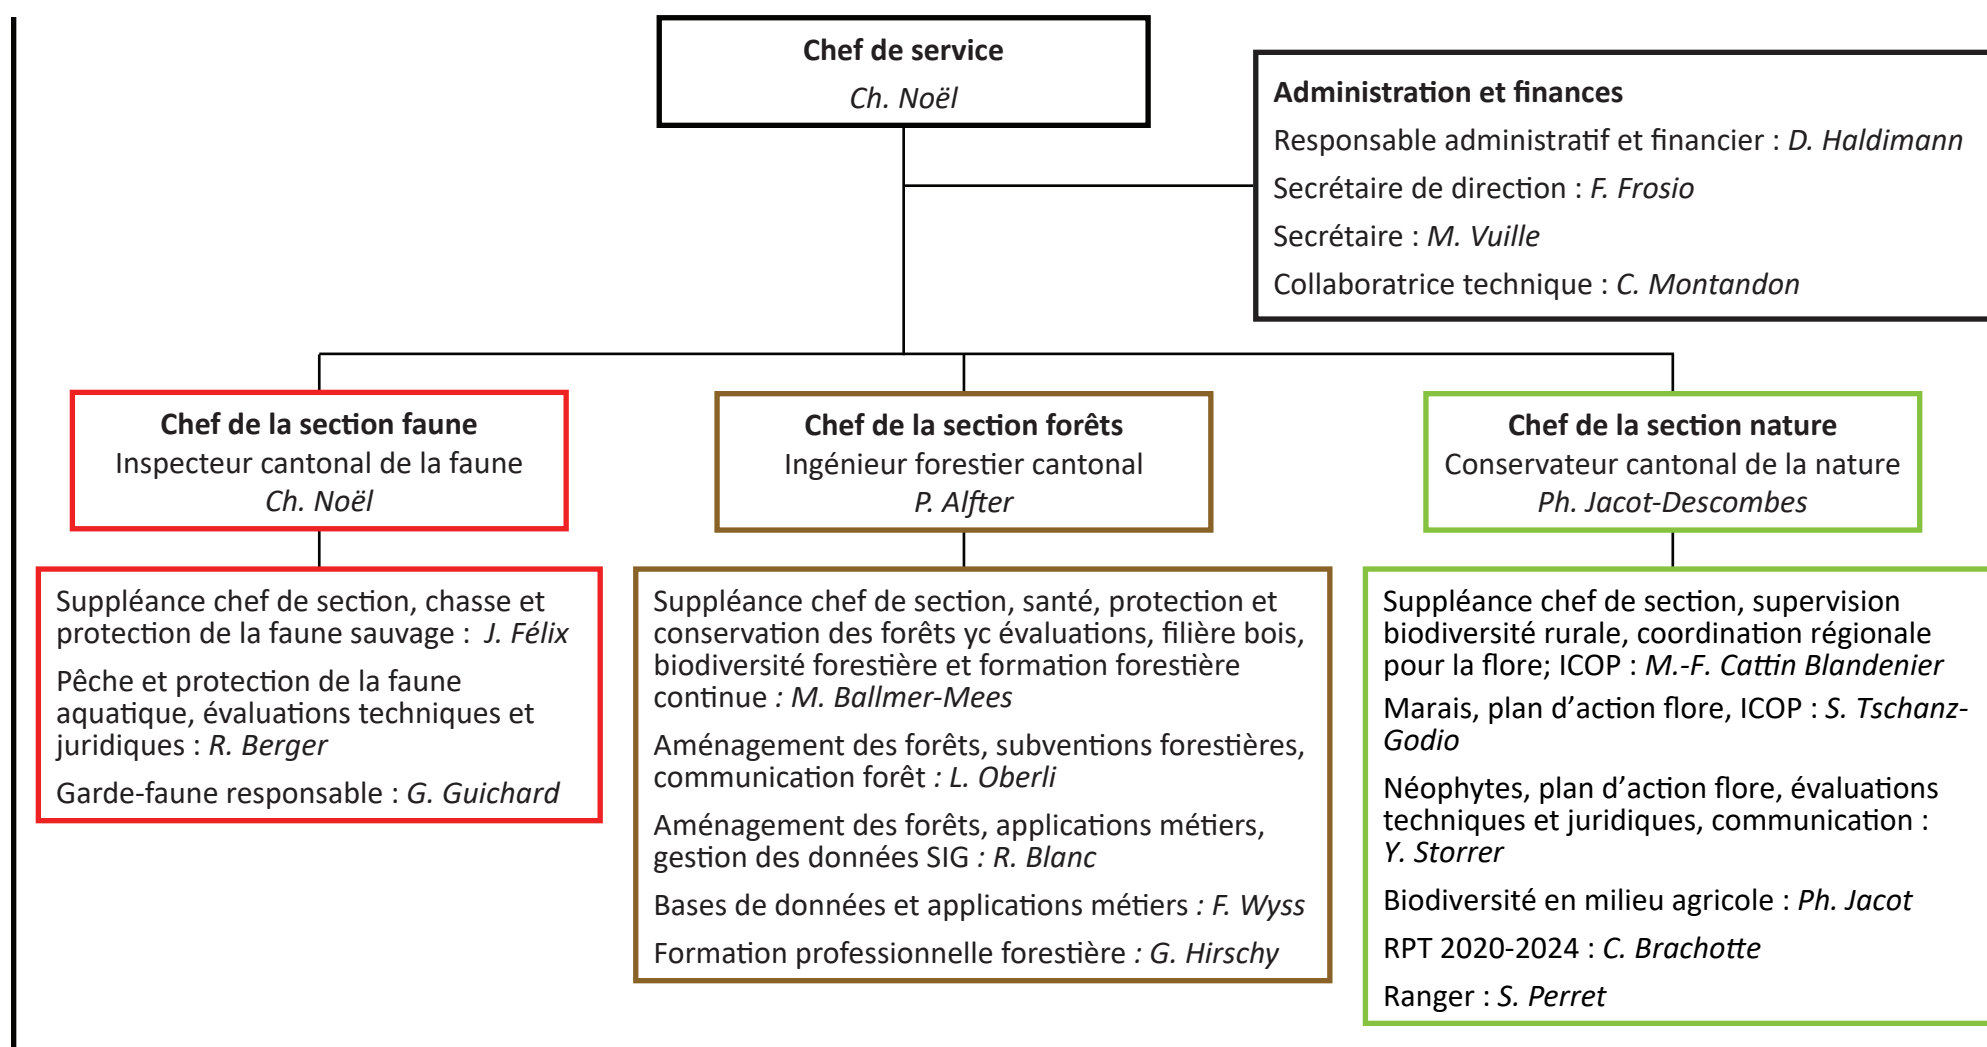 Chef de service
Ch. Noël
Administration et finances
Responsable administratif et financier : D. Haldimann
Secrétaire de direction : F. Frosio
Secrétaire : M. Vuille
Collaboratrice technique : C. Montandon
Chef de la section faune
Inspecteur cantonal de la faune
Ch. Noël
Suppléance chef de section, chasse et
protection de la faune sauvage : J. Félix
Pêche et protection de la faune
aquatique, évaluations techniques et
juridiques : R. Berger
Garde-faune responsable : G. Guichard
Chef de la section forêts
Ingénieur forestier cantonal
P. Alfter
Suppléance chef de section, santé, protection et
conservation des forêts yc évaluations, filière bois,
biodiversité forestière et formation forestière
continue : M. Ballmer-Mees
Aménagement des forêts, subventions forestières,
communication forêt : L. Oberli
Aménagement des forêts, applications métiers,
gestion des données SIG : R. Blanc
Bases de données et applications métiers : F. Wyss
Formation professionnelle forestière : G. Hirschy
Chef de la section nature
Conservateur cantonal de la nature
Ph. Jacot-Descombes
Suppléance chef de section, supervision
biodiversité rurale, coordination régionale
pour la flore; ICOP : M.-F. Cattin Blandenier
Marais, plan d’action flore, ICOP : S. Tschanz-
Godio
Néophytes, plan d’action flore, évaluations
techniques et juridiques, communication :
Y. Storrer
Biodiversité en milieu agricole : Ph. Jacot
RPT 2020-2024 : C. Brachotte
Ranger : S. Perret